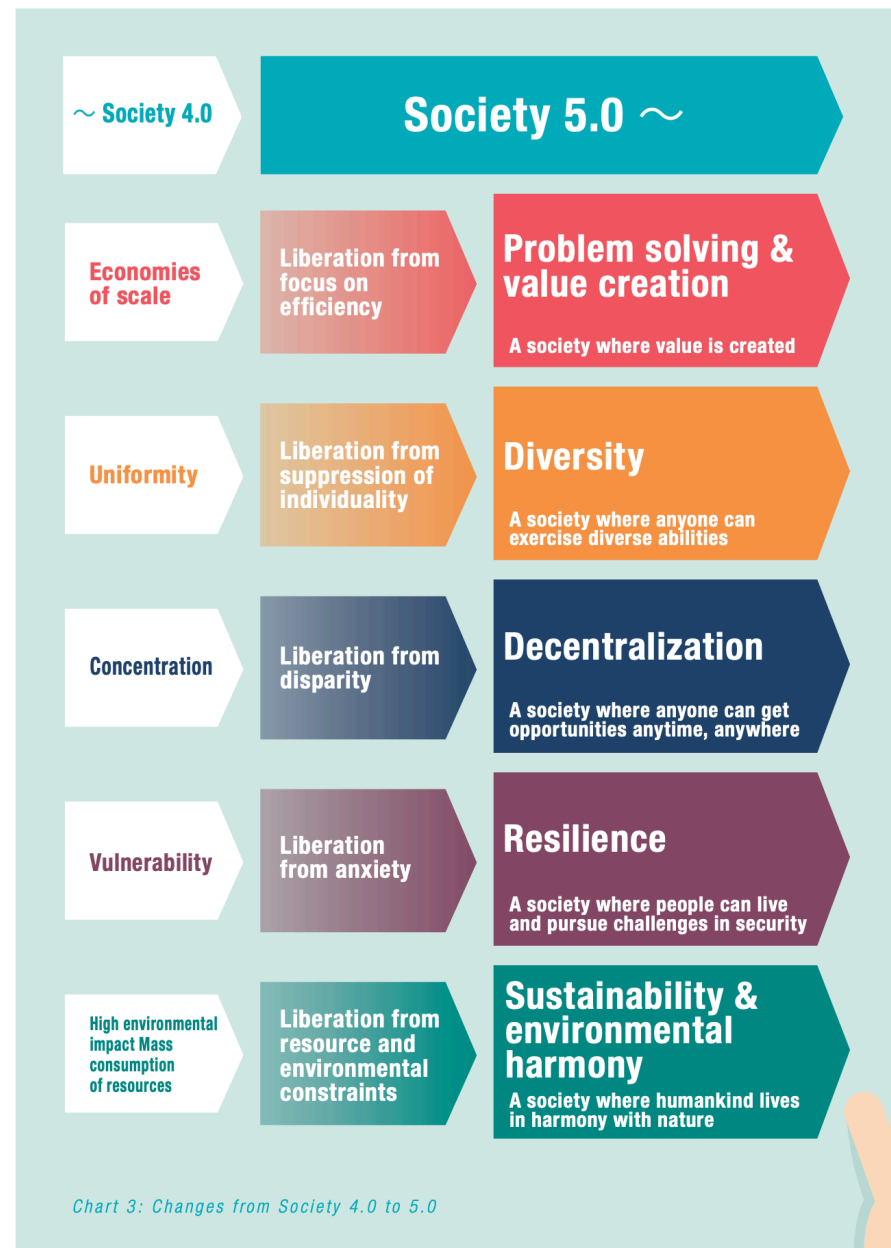 ～ Society 4.0
Society 5.0 ～
Economies
of scale
Liberation from
focus on
efficiency
Problem solving &
value creation
A society where value is created
Uniformity
Liberation from
suppression of
individuality
Diversity
A society where anyone can
exercise diverse abilities
Concentration
Liberation from
disparity
Decentralization
A society where anyone can get
opportunities anytime, anywhere
Vulnerability
Liberation
from anxiety
Resilience
A society where people can live
and pursue challenges in security
High environmental
impact Mass
consumption
of resources
Liberation from
resource and
environmental
constraints
Sustainability &
environmental
harmony
A society where humankind lives
in harmony with nature
Chart 3: Changes from Society 4.0 to 5.0